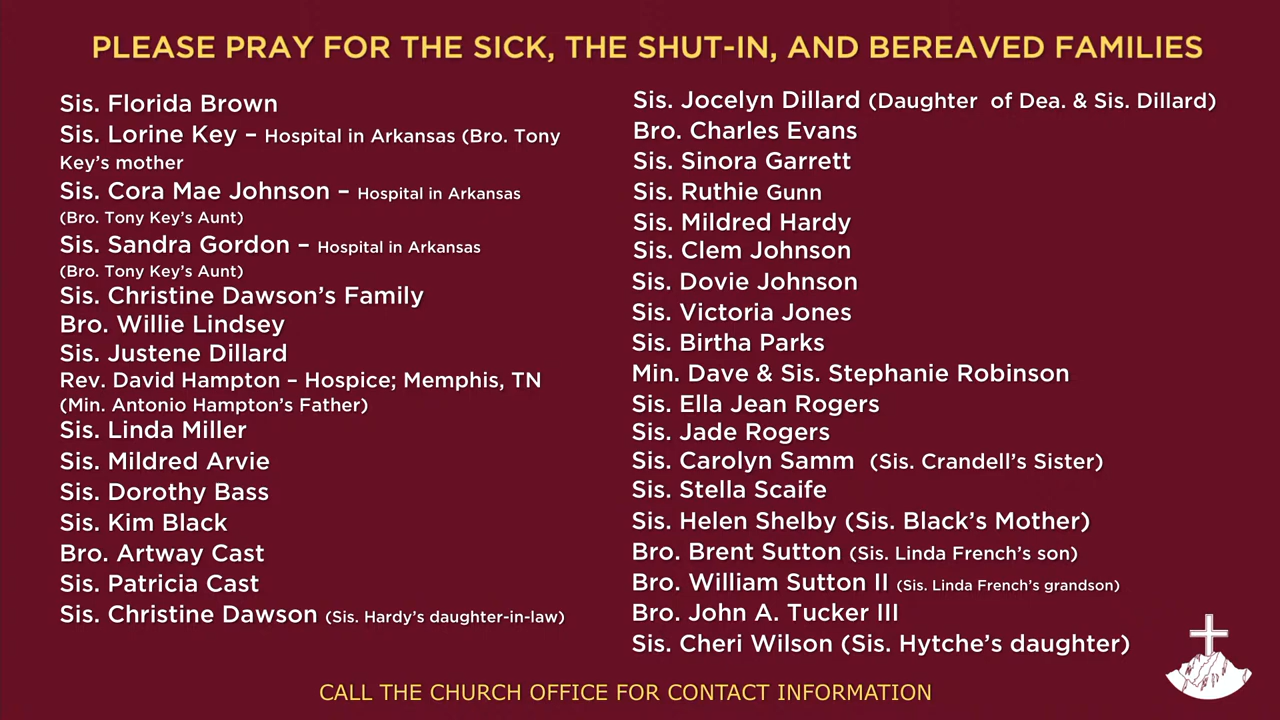 PLEASE PRAY FOR THE SICK, THE SHUT-IN, AND BEREAVED FAMILIES
Sis. Florida Brown
Sis. Lorine Key – Hospital in Arkansas (Bro. Tony
Key's mother
Sis. Cora Mae Johnson – Hospital in Arkansas
(Bro. Tony Key's Aunt)
Sis. Sandra Gordon – Hospital in Arkansas
(Bro. Tony Key's Aunt)
Sis. Christine Dawson's Family
Bro. Willie Lindsey
Sis. Justene Dillard
Rev. David Hampton – Hospice; Memphis, TN
(Min. Antonio Hampton's Father)
Sis. Linda Miller
Sis. Mildred Arvie
Sis. Dorothy Bass
Sis. Kim Black
Bro. Artway Cast
Sis. Patricia Cast
Sis. Christine Dawson (Sis. Hardy's daughter-in-law)
Sis. Jocelyn Dillard (Daughter of Dea. & Sis. Dillard)
Bro. Charles Evans
Sis. Sinora Garrett
Sis. Ruthie Gunn
Sis. Mildred Hardy
Sis. Clem Johnson
Sis. Dovie Johnson
Sis. Victoria Jones
Sis. Birtha Parks
Min. Dave & Sis. Stephanie Robinson
Sis. Ella Jean Rogers
Sis. Jade Rogers
Sis. Carolyn Samm (Sis. Crandell's Sister)
Sis. Stella Scaife
Sis. Helen Shelby (Sis. Black's Mother)
Bro. Brent Sutton (Sis. Linda French's son)
Bro. William Sutton II (Sis. Linda French's grandson)
Bro. John A. Tucker III
Sis. Cheri Wilson (Sis. Hytche's daughter)
CALL THE CHURCH OFFICE FOR CONTACT INFORMATION